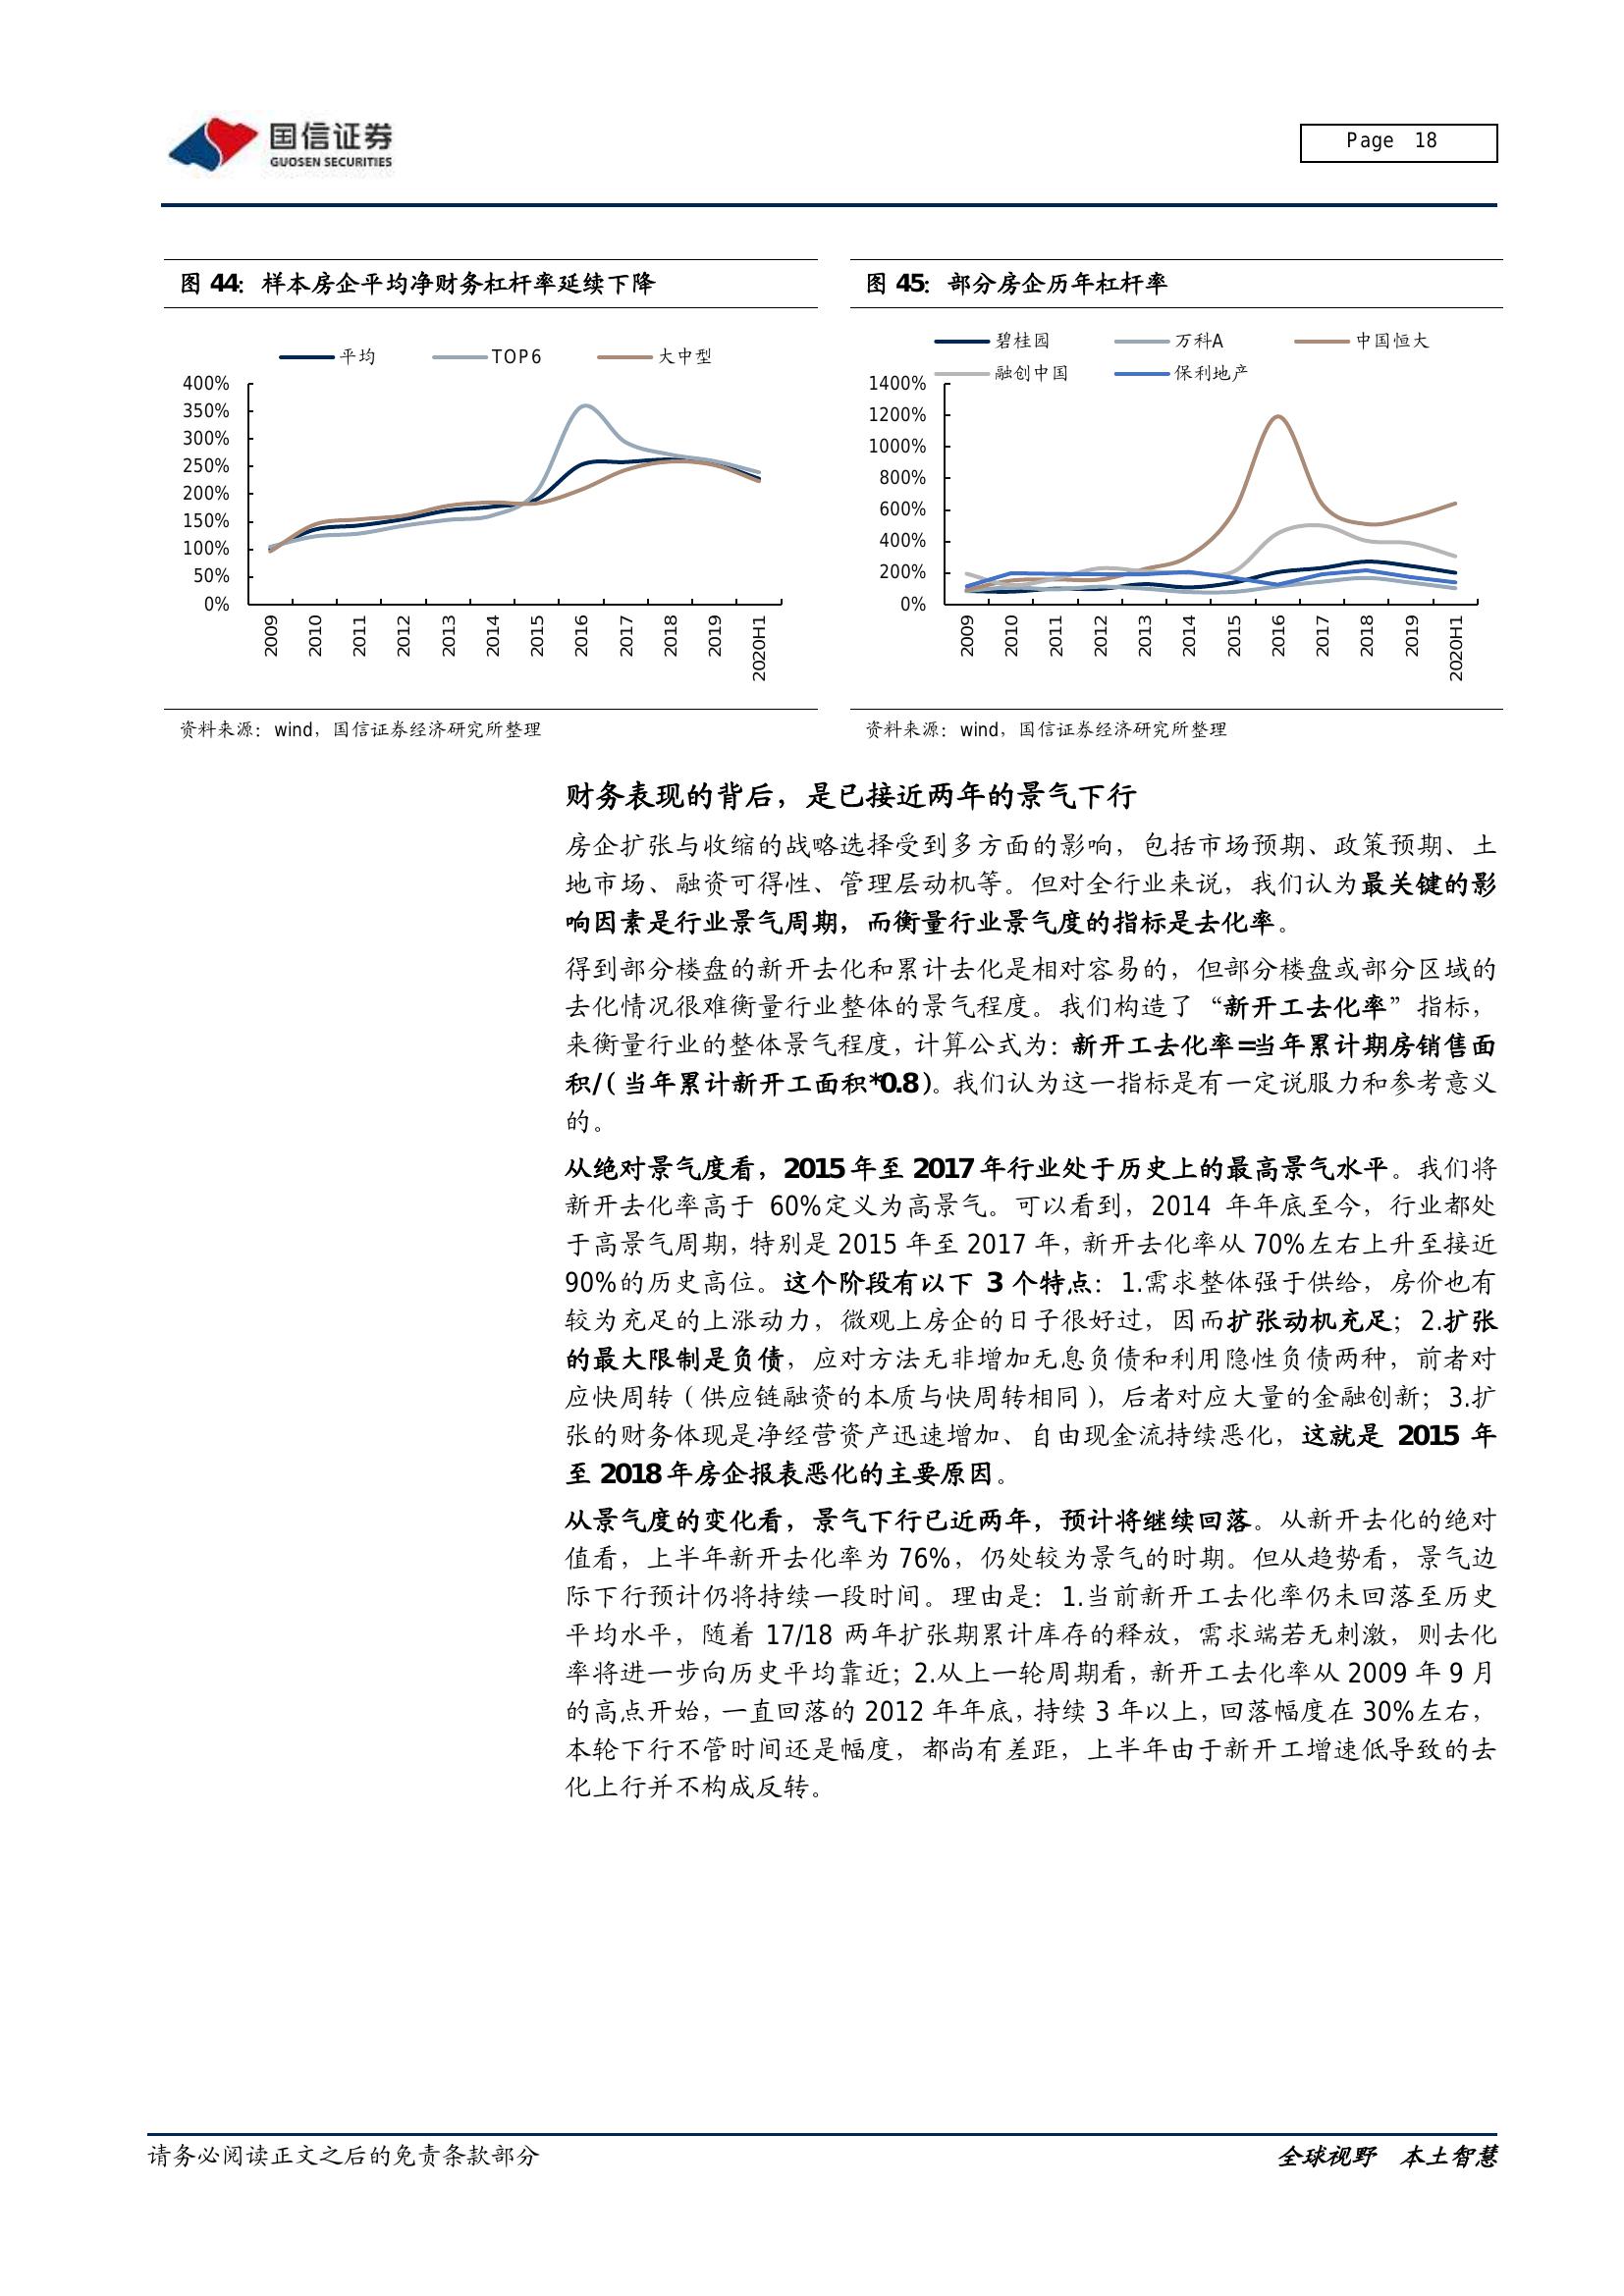 国信证券
GUOSEN SECURITIES
Page 18
图 44：样本房企平均净财务杠杆率延续下降
平均 TOP6 大中型
400%
350%
300%
250%
200%
150%
100%
50%
0%
2009 2010 2011 2012 2013 2014 2015 2016 2017 2018 2019 2020H1
资料来源：wind，国信证券经济研究所整理
图 45：部分房企历年杠杆率
碧桂园 万科A 中国恒大
融创中国 保利地产
1400%
1200%
1000%
800%
600%
400%
200%
0%
2009 2010 2011 2012 2013 2014 2015 2016 2017 2018 2019 2020H1
资料来源：wind，国信证券经济研究所整理
财务表现的背后，是已接近两年的景气下行
房企扩张与收缩的战略选择受到多方面的影响，包括市场预期、政策预期、土
地市场、融资可得性、管理层动机等。但对全行业来说，我们认为最关键的影
响因素是行业景气周期，而衡量行业景气度的指标是去化率。
得到部分楼盘的新开去化和累计去化是相对容易的，但部分楼盘或部分区域的
去化情况很难衡量行业整体的景气程度。我们构造了“新开工去化率”指标，
来衡量行业的整体景气程度，计算公式为：新开工去化率=当年累计期房销售面
积/（当年累计新开工面积*0.8）。我们认为这一指标是有一定说服力和参考意义
的。
从绝对景气度看，2015 年至 2017 年行业处于历史上的最高景气水平。我们将
新开去化率高于 60%定义为高景气。可以看到，2014 年年底至今，行业都处
于高景气周期，特别是 2015 年至 2017 年，新开去化率从 70%左右上升至接近
90%的历史高位。这个阶段有以下 3 个特点：1.需求整体强于供给，房价也有
较为充足的上涨动力，微观上房企的日子很好过，因而扩张动机充足；2.扩张
的最大限制是负债，应对方法无非增加无息负债和利用隐性负债两种，前者对
应快周转（供应链融资的本质与快周转相同），后者对应大量的金融创新；3.扩
张的财务体现是净经营资产迅速增加、自由现金流持续恶化，这就是 2015 年
至 2018 年房企报表恶化的主要原因。
从景气度的变化看，景气下行已近两年，预计将继续回落。从新开去化的绝对
值看，上半年新开去化率为 76%，仍处较为景气的时期。但从趋势看，景气边
际下行预计仍将持续一段时间。理由是：1.当前新开工去化率仍未回落至历史
平均水平，随着 17/18 两年扩张期累计库存的释放，需求端若无刺激，则去化
率将进一步向历史平均靠近；2.从上一轮周期看，新开工去化率从 2009 年 9 月
的高点开始，一直回落的 2012 年年底，持续 3 年以上，回落幅度在 30%左右，
本轮下行不管时间还是幅度，都尚有差距，上半年由于新开工增速低导致的去
化上行并不构成反转。
请务必阅读正文之后的免责条款部分
全球视野 本土智慧